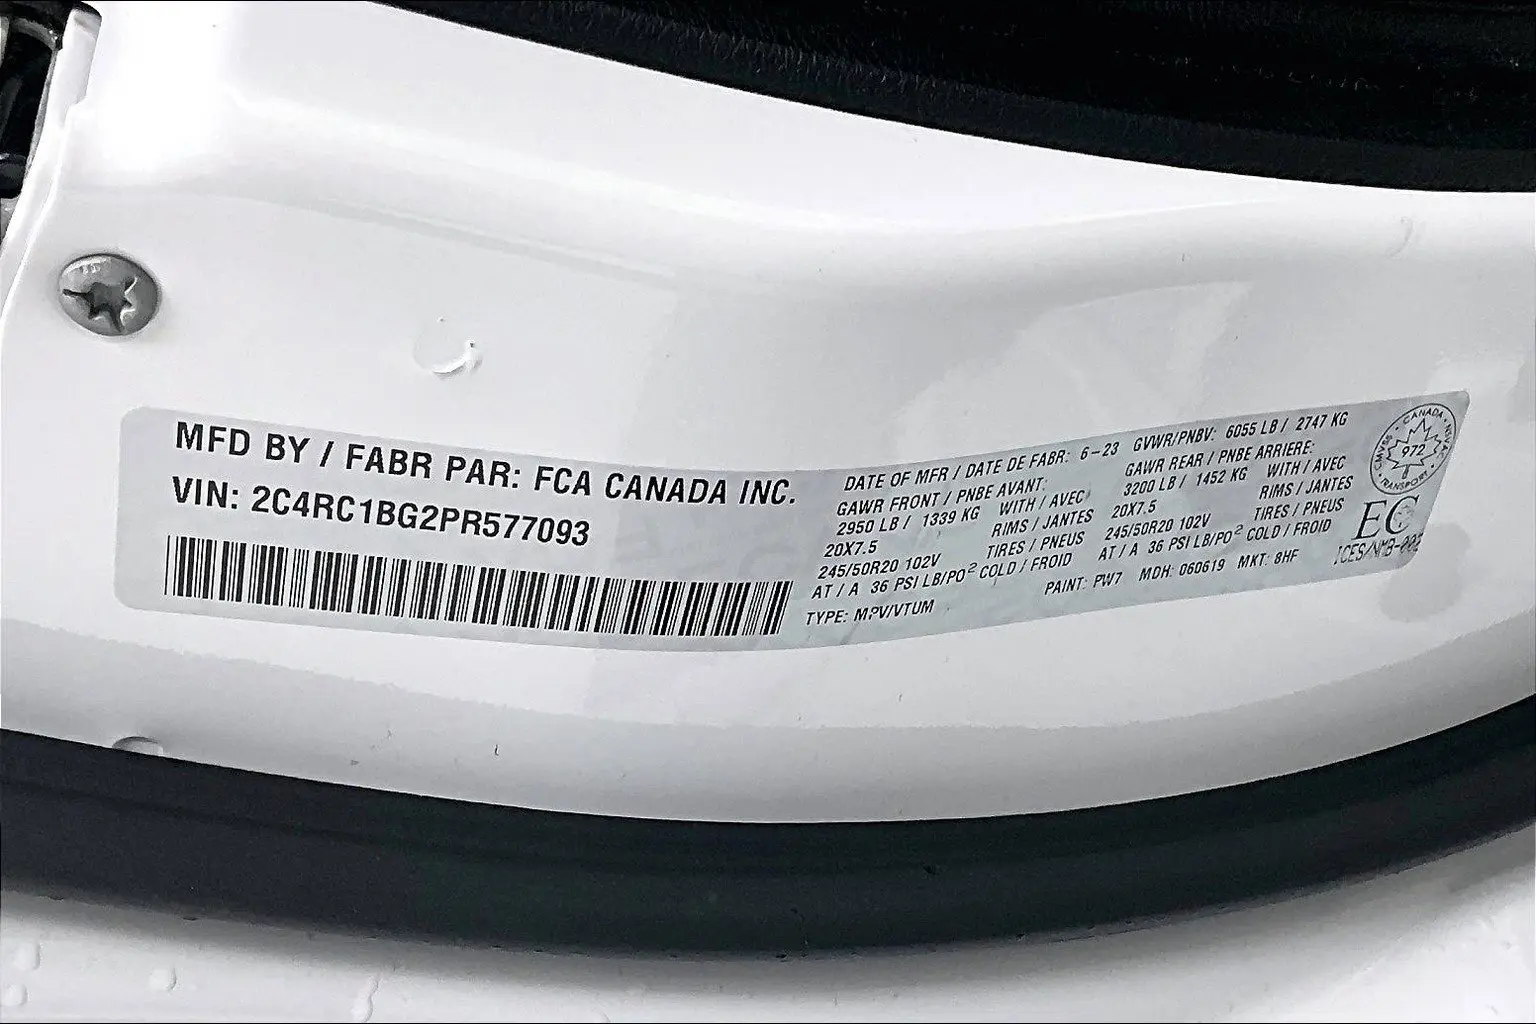 MFD BY / FABR PAR: FCA CANADA INC.
VIN: 2C4RC1BG2PR577093
DATE OF MFR / DATE DE FABR: 6-23 GVWR/PNBV: 6055 LB / 2747 KG
GAWR FRONT / PNBE AVANT: GAWR REAR / PNBE ARRIERE:
2950 LB / 1339 KG WITH / AVEC 3200 LB / 1452 KG WITH / AVEC
20X7.5 RIMS / JANTES 20X7.5 RIMS / JANTES
245/50R20 102V TIRES / PNEUS 245/50R20 102V TIRES / PNEUS
AT / A 36 PSI LB/PO² COLD / FROID AT / A 36 PSI LB/PO² COLD / FROID
TYPE: MPV/VTUM PAINT: PW7 MDH: 060619 MKT: 8HF
CANADA
CMVSS 972 NSVAC
TRANSPORT
EC